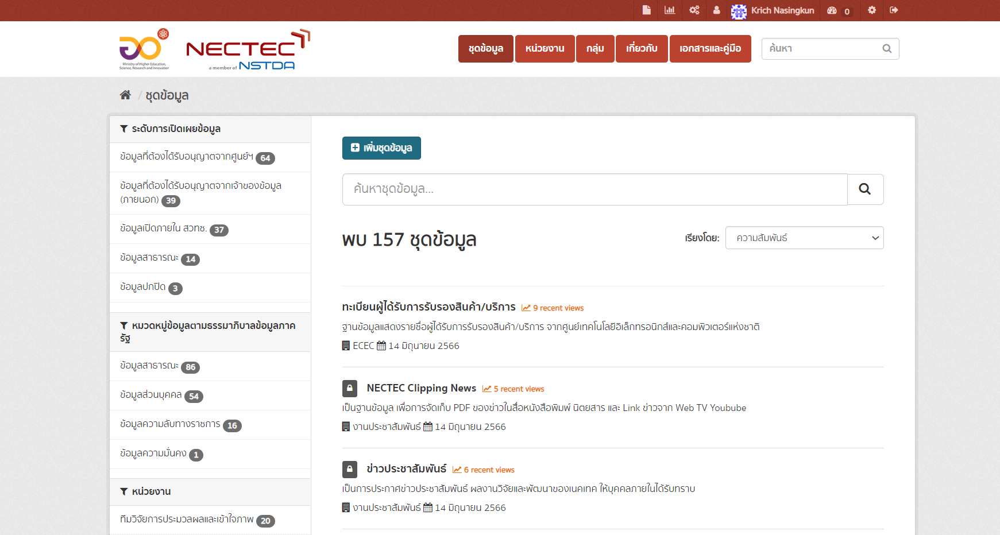 Krich Nasingkun 0
Ministry of Higher Education,
Science, Research and Innovation
NECTEC
a member of NSTDA
ชุดข้อมูล หน่วยงาน กลุ่ม เกี่ยวกับ เอกสารและคู่มือ ค้นหา
/ ชุดข้อมูล
ระดับการเปิดเผยข้อมูล
ข้อมูลที่ต้องได้รับอนุญาตจากศูนย์ฯ 64
ข้อมูลที่ต้องได้รับอนุญาตจากเจ้าของข้อมูล
(ภายนอก) 39
ข้อมูลเปิดภายใน สวทช. 37
ข้อมูลสาธารณะ 14
ข้อมูลปกปิด 3
หมวดหมู่ข้อมูลตามธรรมาภิบาลข้อมูลภาค
รัฐ
ข้อมูลสาธารณะ 86
ข้อมูลส่วนบุคคล 54
ข้อมูลความลับทางราชการ 16
ข้อมูลความมั่นคง 1
หน่วยงาน
ทีมวิจัยการประมวลผลและเข้าใจภาพ 20
เพิ่มชุดข้อมูล
ค้นหาชุดข้อมูล...
พบ 157 ชุดข้อมูล
เรียงโดย: ความสัมพันธ์
ทะเบียนผู้ได้รับการรับรองสินค้า/บริการ 9 recent views
ฐานข้อมูลแสดงรายชื่อผู้ได้รับการรับรองสินค้า/บริการ จากศูนย์เทคโนโลยีอิเล็กทรอนิกส์และคอมพิวเตอร์แห่งชาติ
ECEC 14 มิถุนายน 2566
NECTEC Clipping News 5 recent views
เป็นฐานข้อมูล เพื่อการจัดเก็บ PDF ของข่าวในสื่อหนังสือพิมพ์ นิตยสาร และ Link ข่าวจาก Web TV Youbube
งานประชาสัมพันธ์ 14 มิถุนายน 2566
ข่าวประชาสัมพันธ์ 6 recent views
เป็นการประกาศข่าวประชาสัมพันธ์ ผลงานวิจัยและพัฒนาของเนคเทค ให้บุคคลภายในได้รับทราบ
งานประชาสัมพันธ์ 14 มิถุนายน 2566